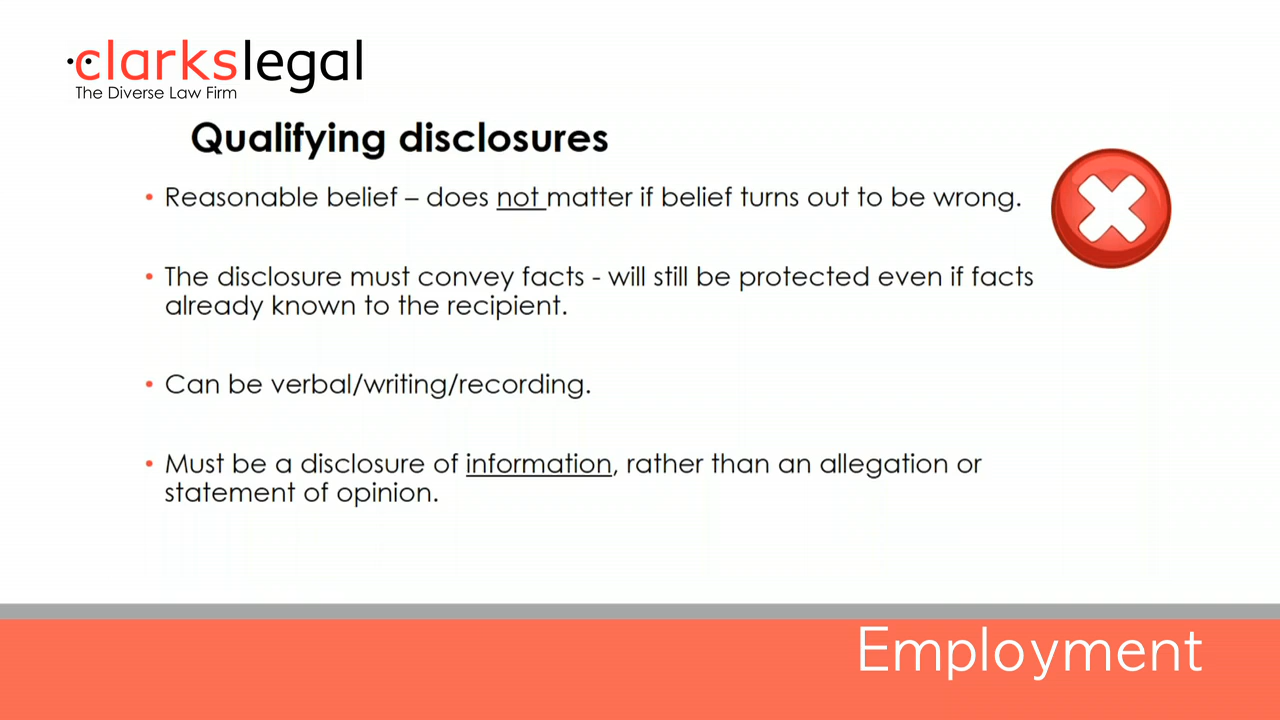 clarkslegal
The Diverse Law Firm
Qualifying disclosures
• Reasonable belief – does not matter if belief turns out to be wrong.
• The disclosure must convey facts - will still be protected even if facts
already known to the recipient.
• Can be verbal/writing/recording.
• Must be a disclosure of information, rather than an allegation or
statement of opinion.
Employment